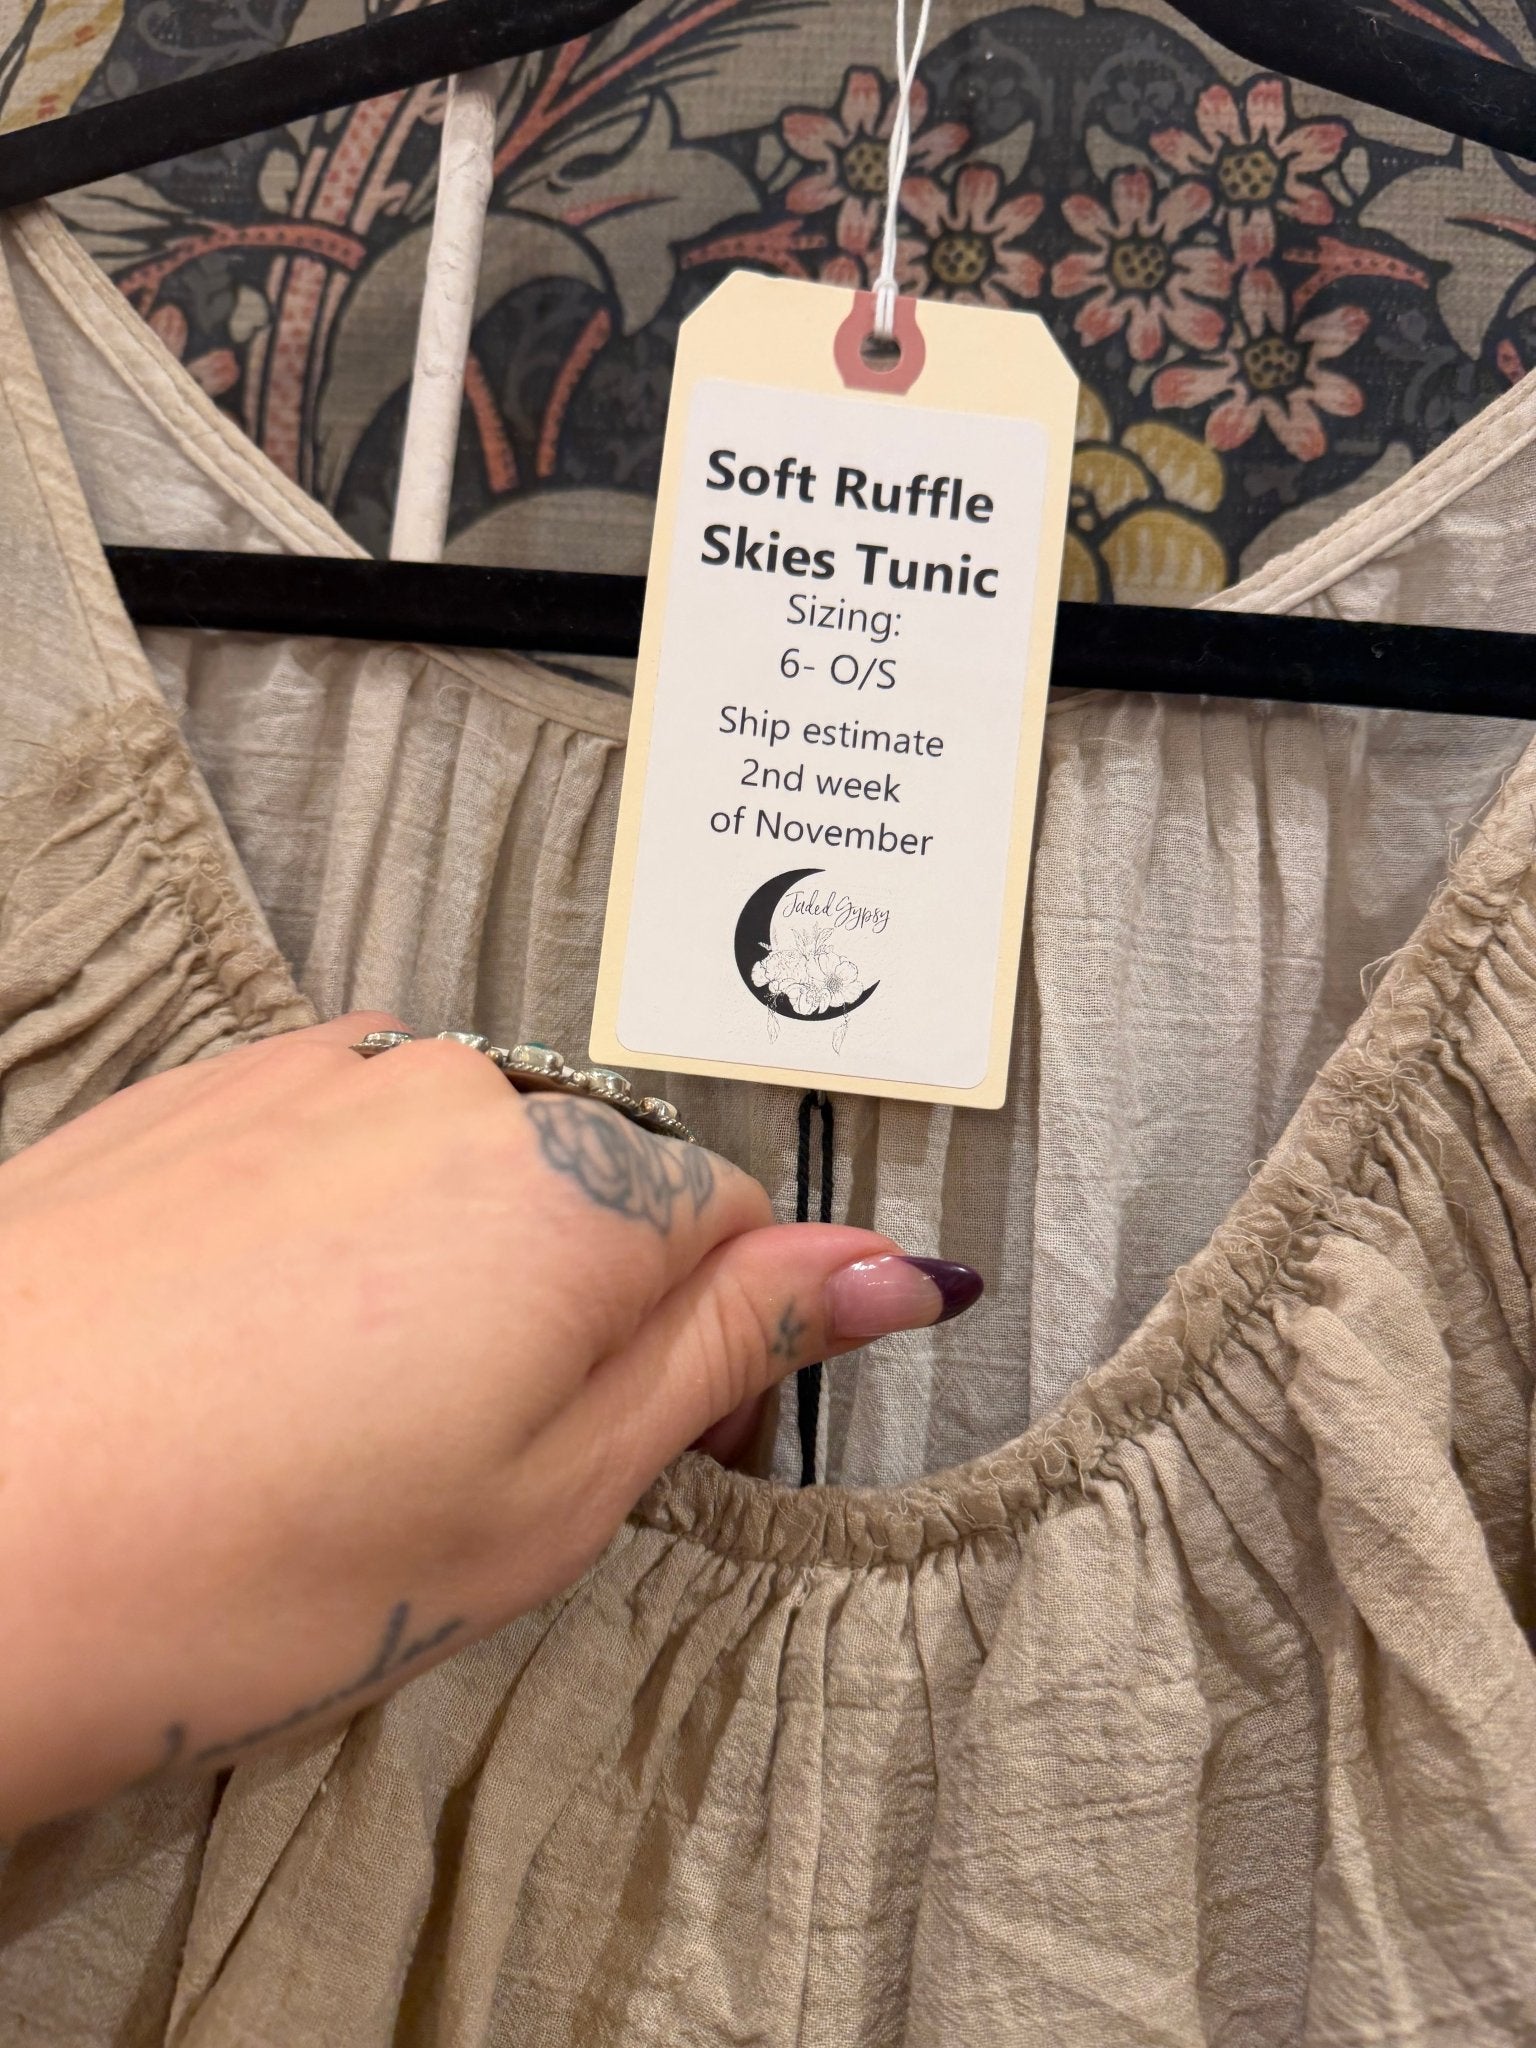 Soft Ruffle
Skies Tunic
Sizing:
6- O/S
Ship estimate
2nd week
of November
Jaded Gypsy